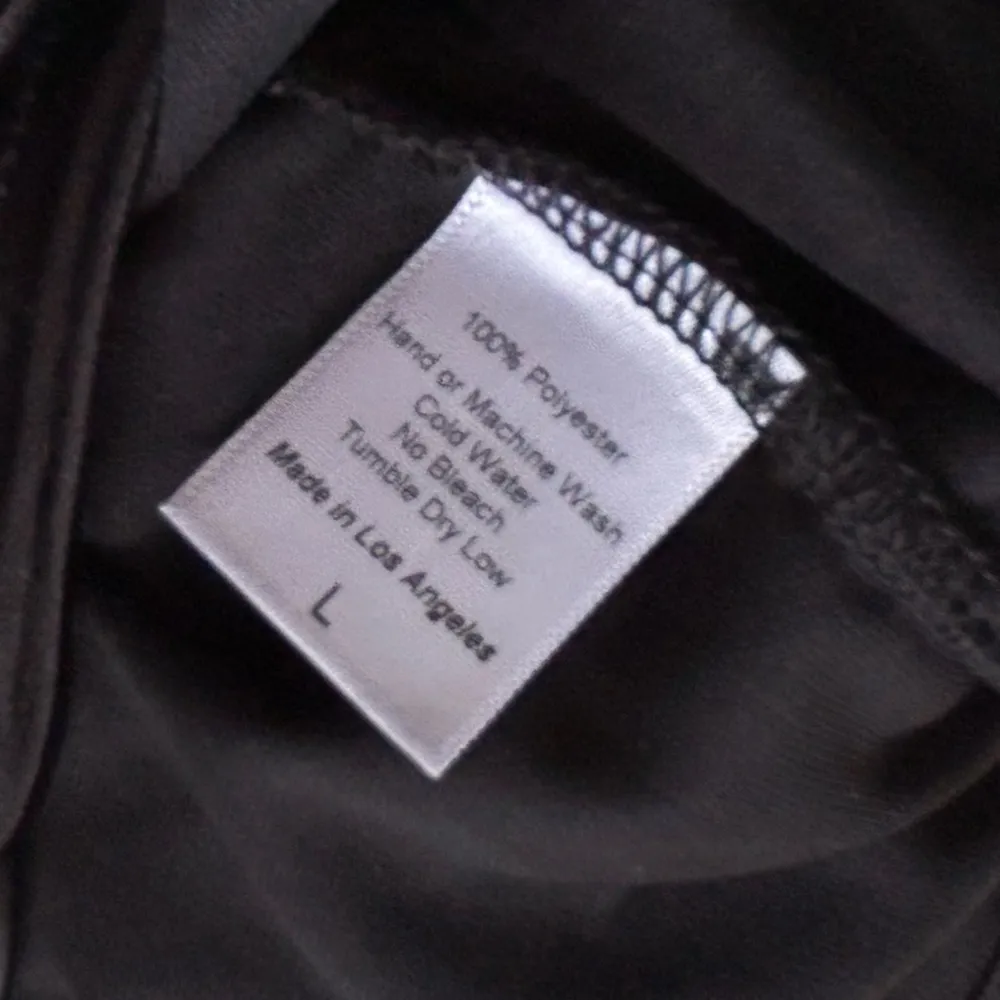 100% Polyester
Hand or Machine Wash
Cold Water
No Bleach
Tumble Dry Low
Made in Los Angeles
L